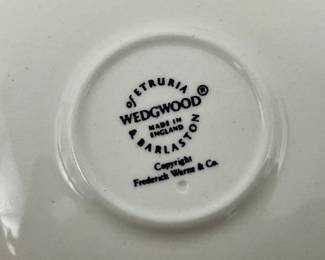 of ETRURIA
WEDGWOOD®
MADE IN
ENGLAND
& BARLASTON
Copyright
Frederick Warne & Co.